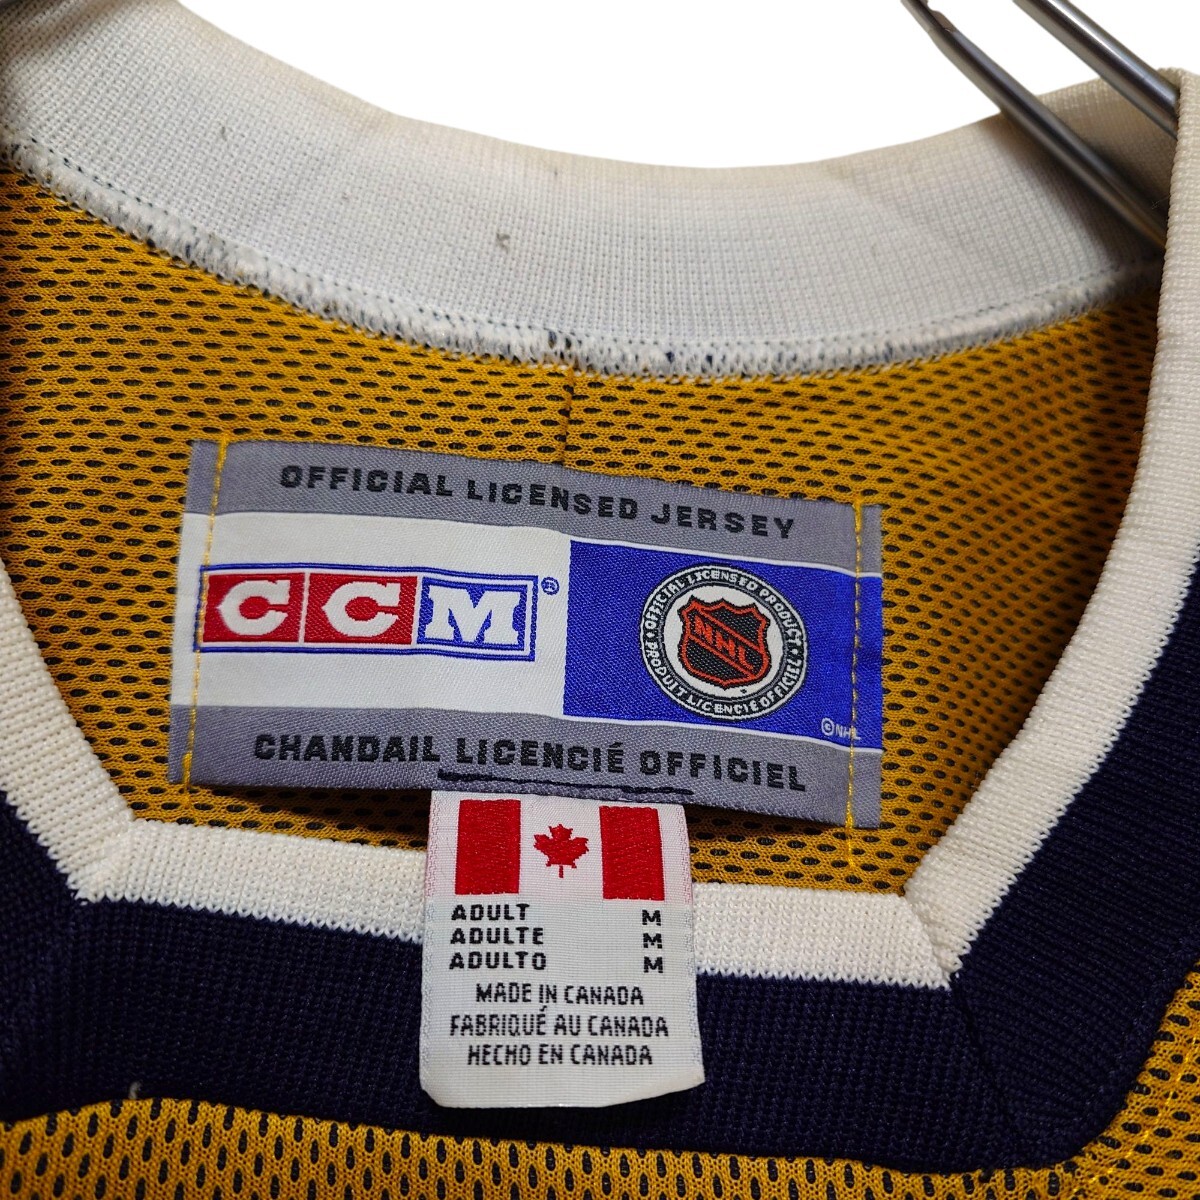 OFFICIAL LICENSED JERSEY
CCM®
OFFICIAL LICENSED PRODUCT
NHL
PRODUIT LICENCIÉ OFFICIEL
©NHL
CHANDAIL LICENCIÉ OFFICIEL
ADULT M
ADULTE M
ADULTO M
MADE IN CANADA
FABRIQUÉ AU CANADA
HECHO EN CANADA